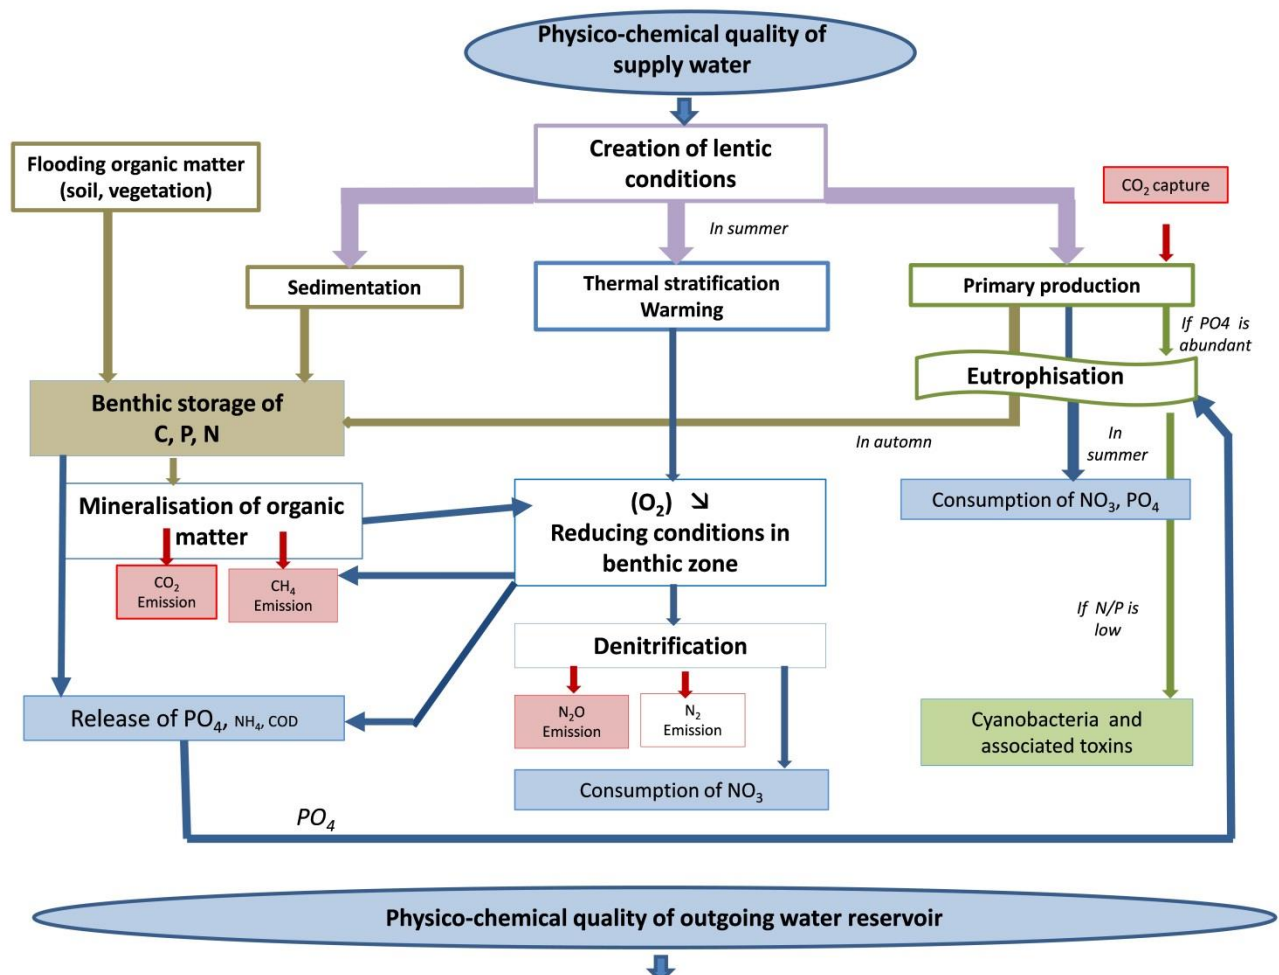 Physico-chemical quality of
supply water
Creation of lentic
conditions
Flooding organic matter
(soil, vegetation)
CO2 capture
In summer
Sedimentation
Thermal stratification
Warming
Primary production
If PO4 is
abundant
Eutrophisation
Benthic storage of
C, P, N
In automn
In
summer
Mineralisation of organic
matter
(O2) ↘
Reducing conditions in
benthic zone
Consumption of NO3, PO4
CO2
Emission
CH4
Emission
If N/P is
low
Denitrification
Release of PO4, NH4, COD
N2O
Emission
N2
Emission
Cyanobacteria and
associated toxins
Consumption of NO3
PO4
Physico-chemical quality of outgoing water reservoir